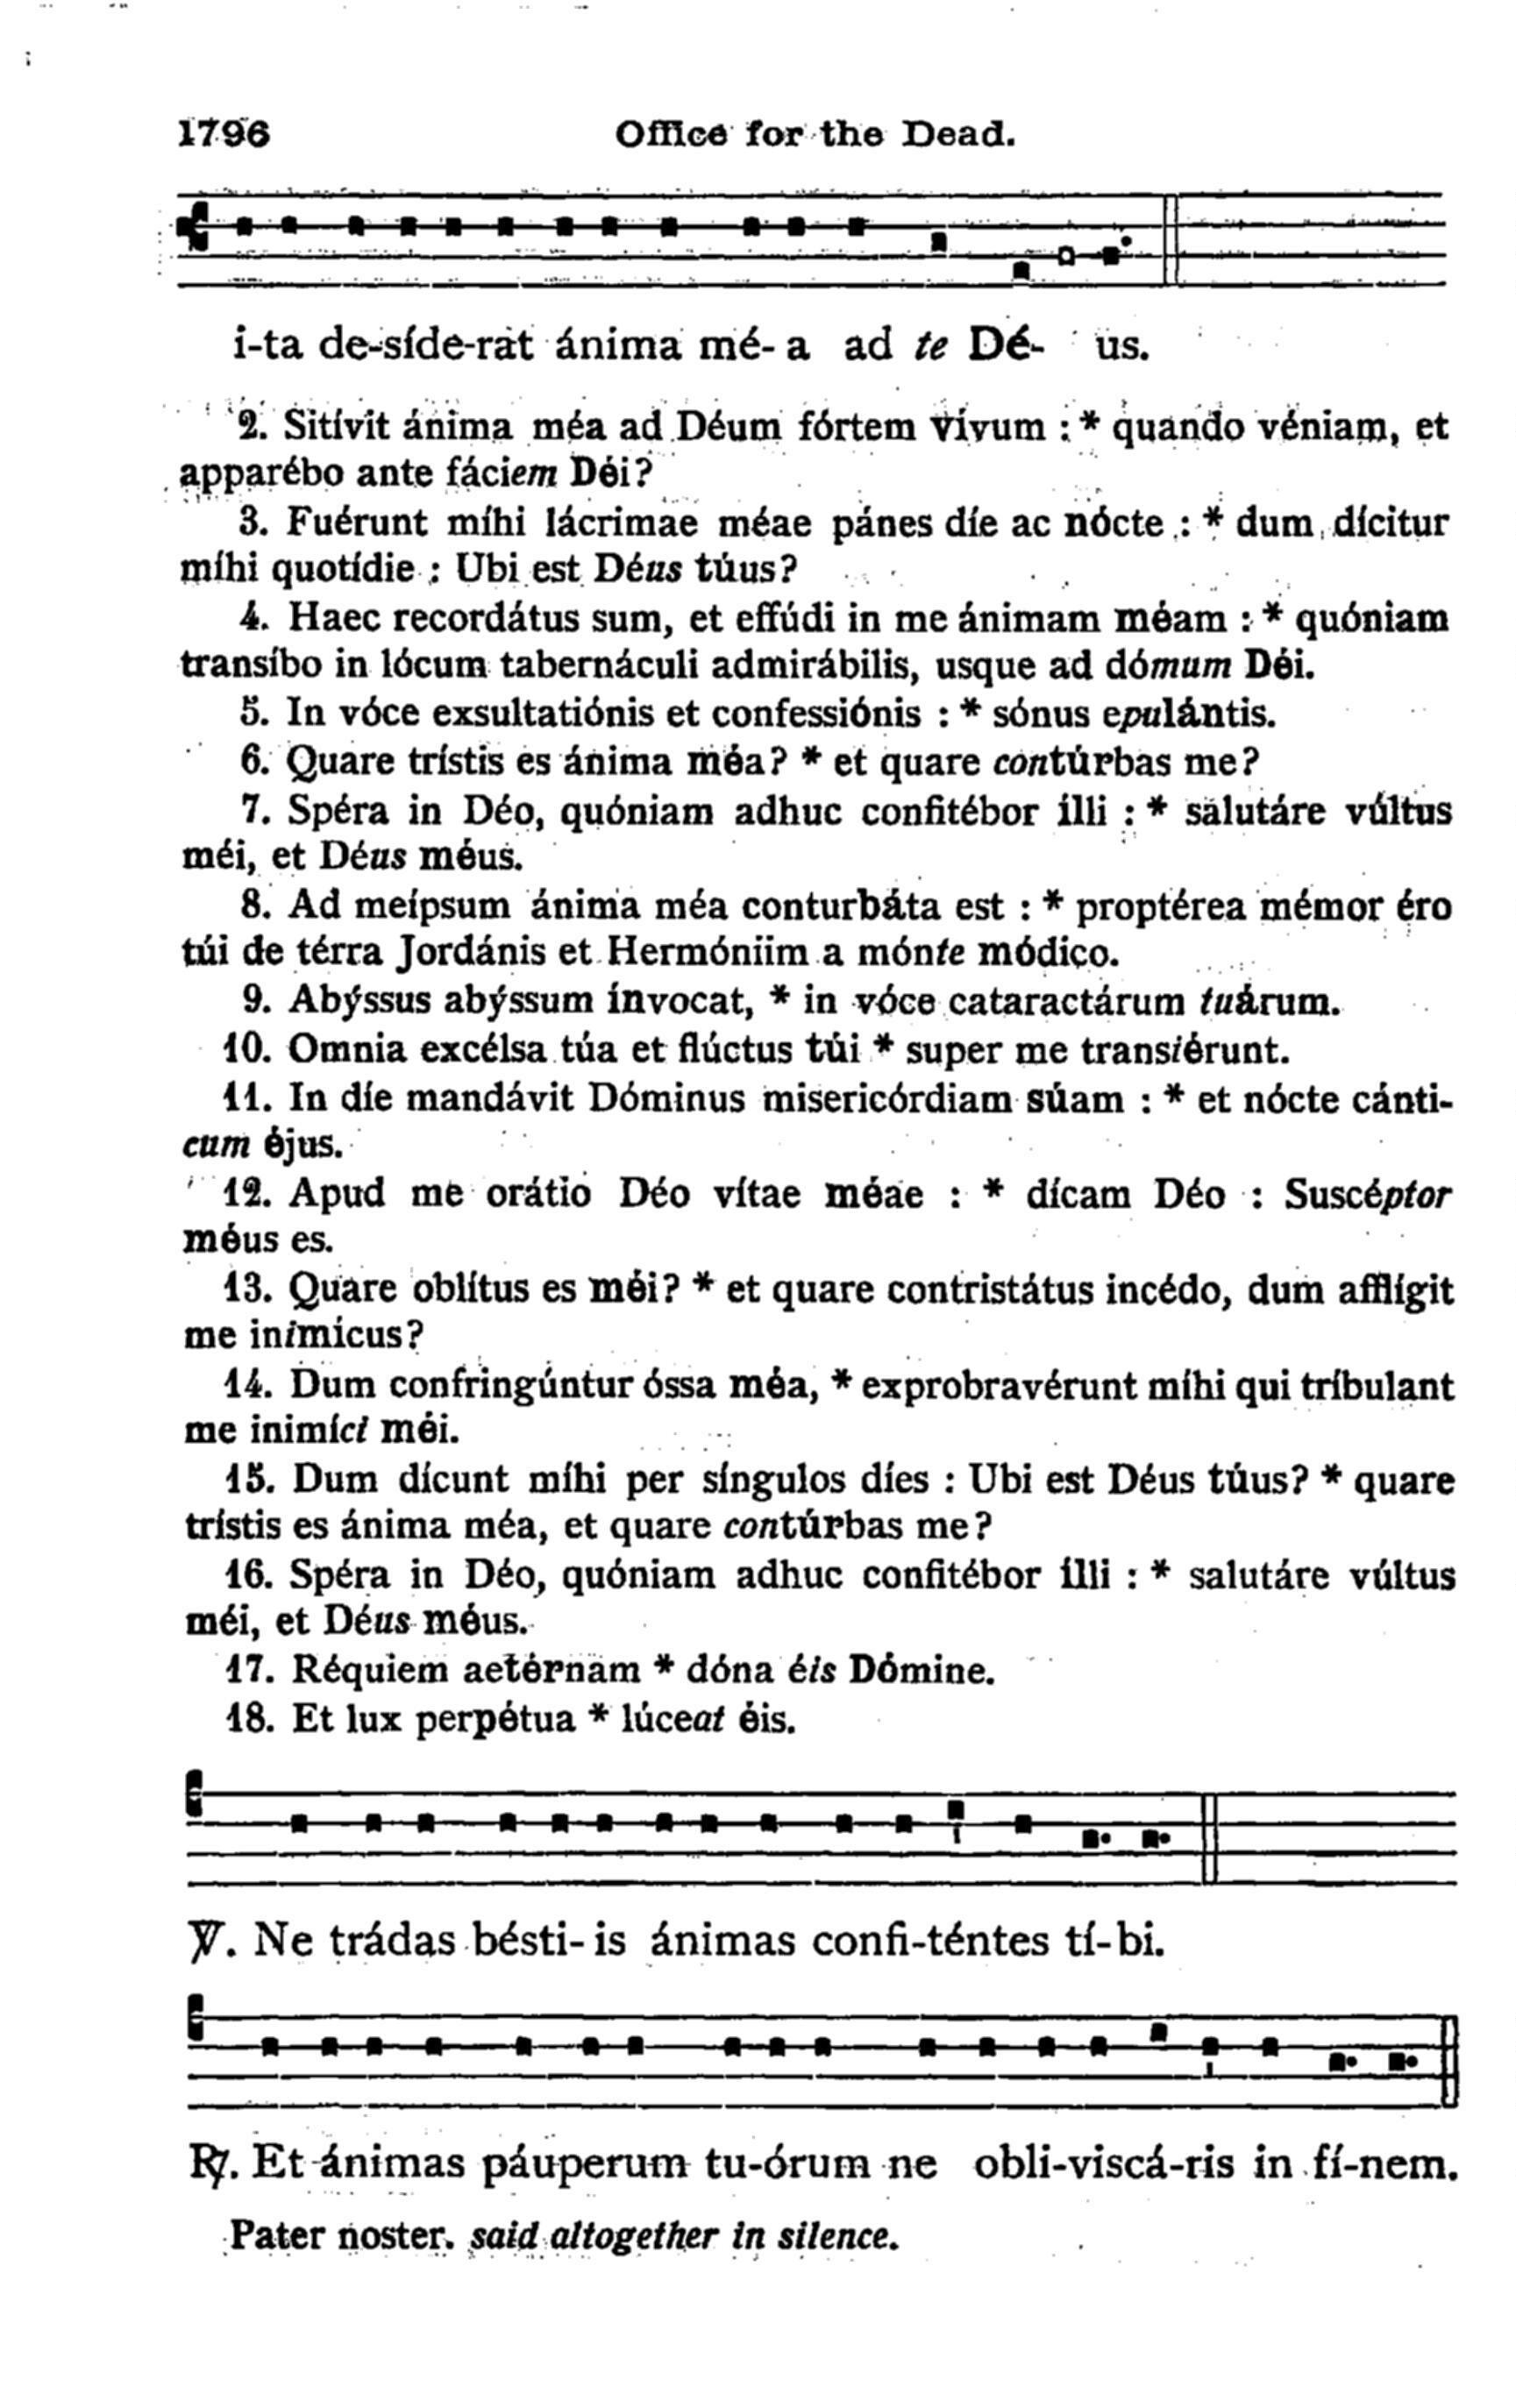 1796 Office for the Dead.
i-ta de-síde-rat ánima mé- a ad te Dé- us.
2. Sitívit ánima méa ad Déum fórtem vívum : * quando véniam, et
apparébo ante fáciem Déi?
3. Fuérunt míhi lácrimae méae pánes díe ac nócte : * dum dícitur
míhi quotídie : Ubi est Déus túus?
4. Haec recordátus sum, et effúdi in me ánimam méam : * quóniam
transíbo in lócum tabernáculi admirábilis, usque ad dómum Déi.
5. In vóce exsultatiónis et confessiónis : * sónus epulántis.
6. Quare trístis es ánima méa? * et quare contúrbas me?
7. Spéra in Déo, quóniam adhuc confitébor ílli : * salutáre vúltus
méi, et Déus méus.
8. Ad meípsum ánima méa conturbáta est : * proptérea mémor éro
túi de térra Jordánis et Hermóniim a mónte módico.
9. Abýssus abýssum ínvocat, * in vóce cataractárum tuárum.
10. Omnia excélsa túa et flúctus túi * super me transiérunt.
11. In díe mandávit Dóminus misericórdiam súam : * et nócte cánti-
cum éjus.
12. Apud me orátio Déo vítae méae : * dícam Déo : Suscéptor
méus es.
13. Quare oblítus es méi? * et quare contristátus incédo, dum afflígit
me inimícus?
14. Dum confringúntur óssa méa, * exprobravérunt míhi qui tríbulant
me inimíci méi.
15. Dum dícunt míhi per síngulos díes : Ubi est Déus túus? * quare
trístis es ánima méa, et quare contúrbas me?
16. Spéra in Déo, quóniam adhuc confitébor ílli : * salutáre vúltus
méi, et Déus méus.
17. Réquiem aetérnam * dóna éis Dómine.
18. Et lux perpétua * lúceat éis.
℣. Ne trádas bésti- is ánimas confi-téntes tí- bi.
℟. Et ánimas páuperum tu-órum ne obli-viscá-ris in fí-nem.
Pater noster. said altogether in silence.